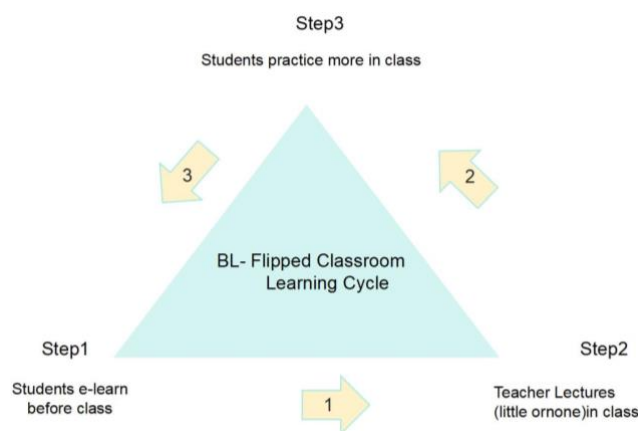 Step3
Students practice more in class
3
2
BL- Flipped Classroom
Learning Cycle
Step1
Step2
Students e-learn
before class
1
Teacher Lectures
(little ornone)in class